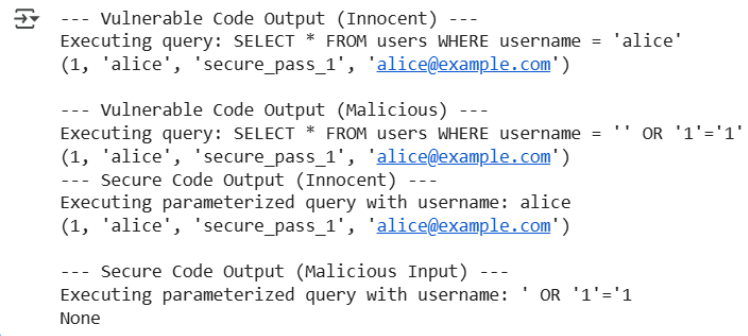 --- Vulnerable Code Output (Innocent) ---
Executing query: SELECT * FROM users WHERE username = 'alice'
(1, 'alice', 'secure_pass_1', 'alice@example.com')
--- Vulnerable Code Output (Malicious) ---
Executing query: SELECT * FROM users WHERE username = '' OR '1'='1'
(1, 'alice', 'secure_pass_1', 'alice@example.com')
--- Secure Code Output (Innocent) ---
Executing parameterized query with username: alice
(1, 'alice', 'secure_pass_1', 'alice@example.com')
--- Secure Code Output (Malicious Input) ---
Executing parameterized query with username: ' OR '1'='1
None